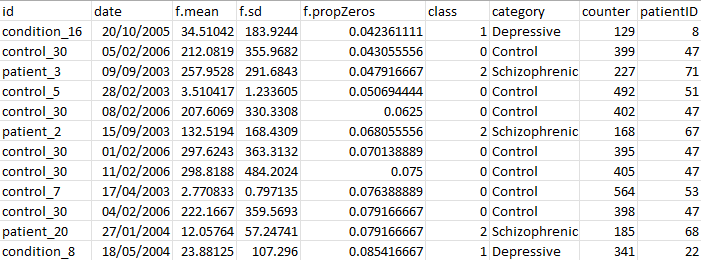 id date f.mean f.sd f.propZeros class category counter patientID
condition_16 20/10/2005 34.51042 183.9244 0.042361111 1 Depressive 129 8
control_30 05/02/2006 212.0819 355.9682 0.043055556 0 Control 399 47
patient_3 09/09/2003 257.9528 291.6843 0.047916667 2 Schizophrenic 227 71
control_5 28/02/2003 3.510417 1.233605 0.050694444 0 Control 492 51
control_30 08/02/2006 207.6069 330.3308 0.0625 0 Control 402 47
patient_2 15/09/2003 132.5194 168.4309 0.068055556 2 Schizophrenic 168 67
control_30 01/02/2006 297.6243 363.3132 0.070138889 0 Control 395 47
control_30 11/02/2006 298.8188 484.2024 0.075 0 Control 405 47
control_7 17/04/2003 2.770833 0.797135 0.076388889 0 Control 564 53
control_30 04/02/2006 222.1667 359.5693 0.079166667 0 Control 398 47
patient_20 27/01/2004 12.05764 57.24741 0.079166667 2 Schizophrenic 185 68
condition_8 18/05/2004 23.88125 107.296 0.085416667 1 Depressive 341 22